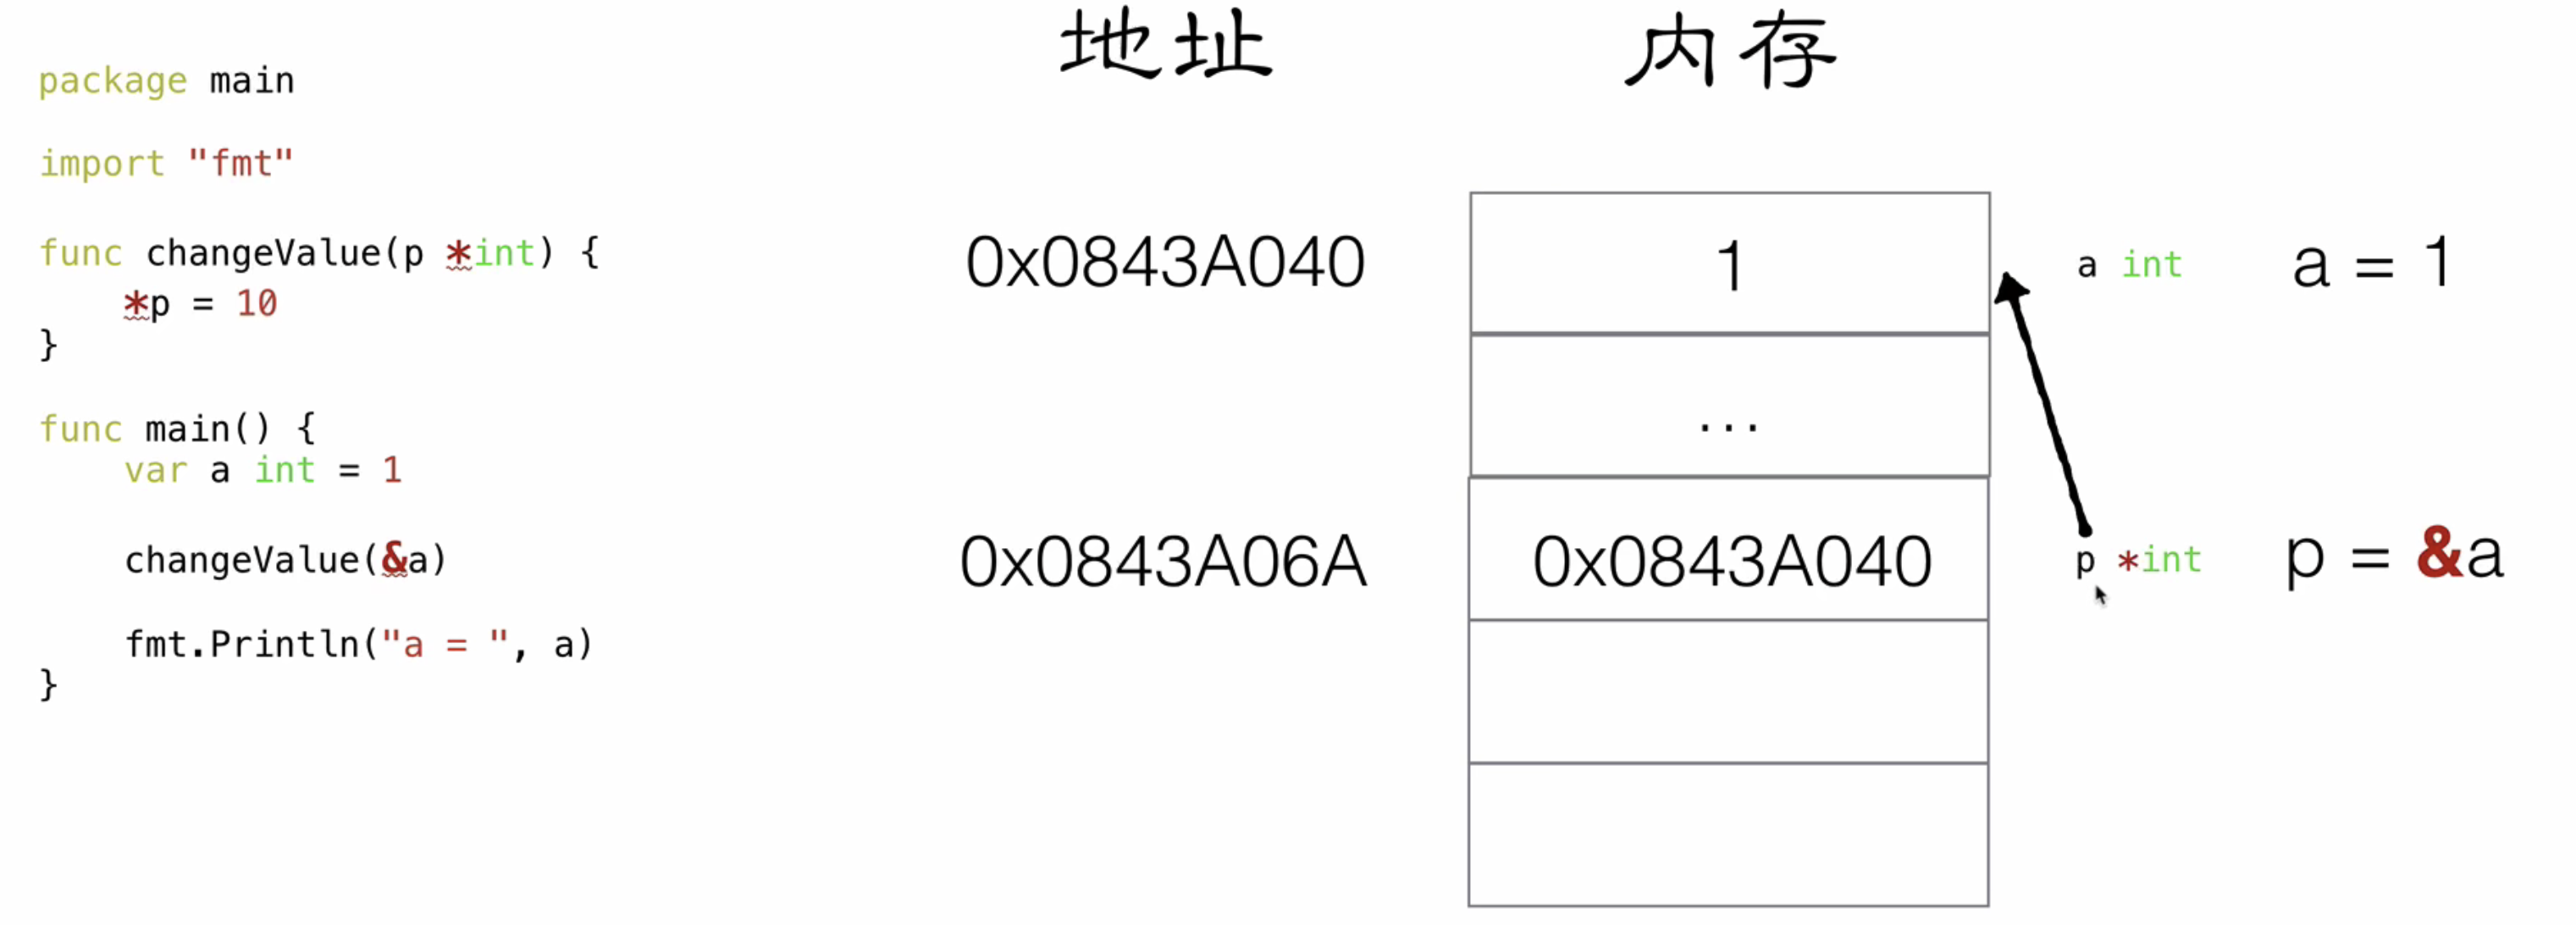 package main
import "fmt"
func changeValue(p *int) {
*p = 10
}
func main() {
var a int = 1
changeValue(&a)
fmt.Println("a = ", a)
}
地址
内存
0x0843A040
1
a int
a = 1
...
0x0843A06A
0x0843A040
p *int
p = &a